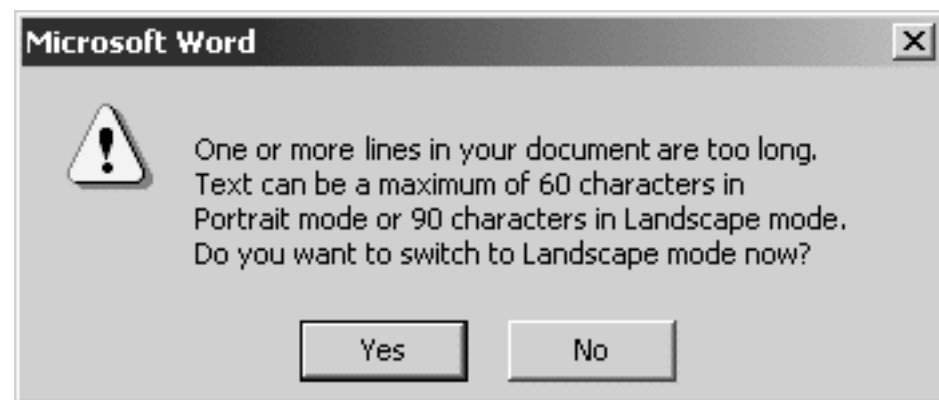 Microsoft Word
One or more lines in your document are too long.
Text can be a maximum of 60 characters in
Portrait mode or 90 characters in Landscape mode.
Do you want to switch to Landscape mode now?
Yes No